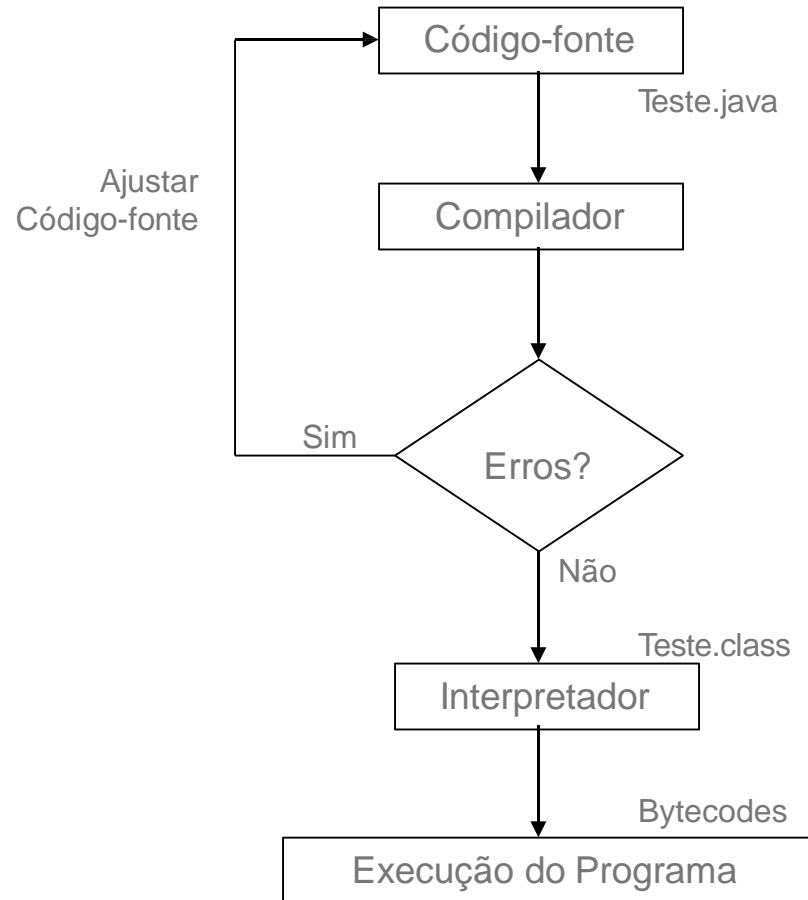 Código-fonte
Teste.java
Ajustar
Código-fonte
Compilador
Sim
Erros?
Não
Teste.class
Interpretador
Bytecodes
Execução do Programa